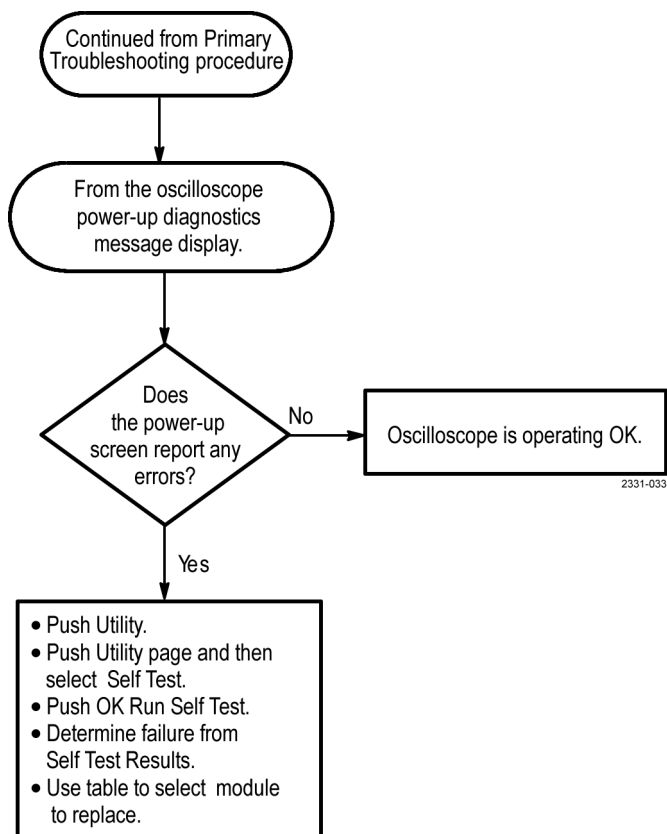 Continued from Primary
Troubleshooting procedure
From the oscilloscope
power-up diagnostics
message display.
Does
the power-up
screen report any
errors?
No
Oscilloscope is operating OK.
2331-033
Yes
• Push Utility.
• Push Utility page and then
select Self Test.
• Push OK Run Self Test.
• Determine failure from
Self Test Results.
• Use table to select module
to replace.